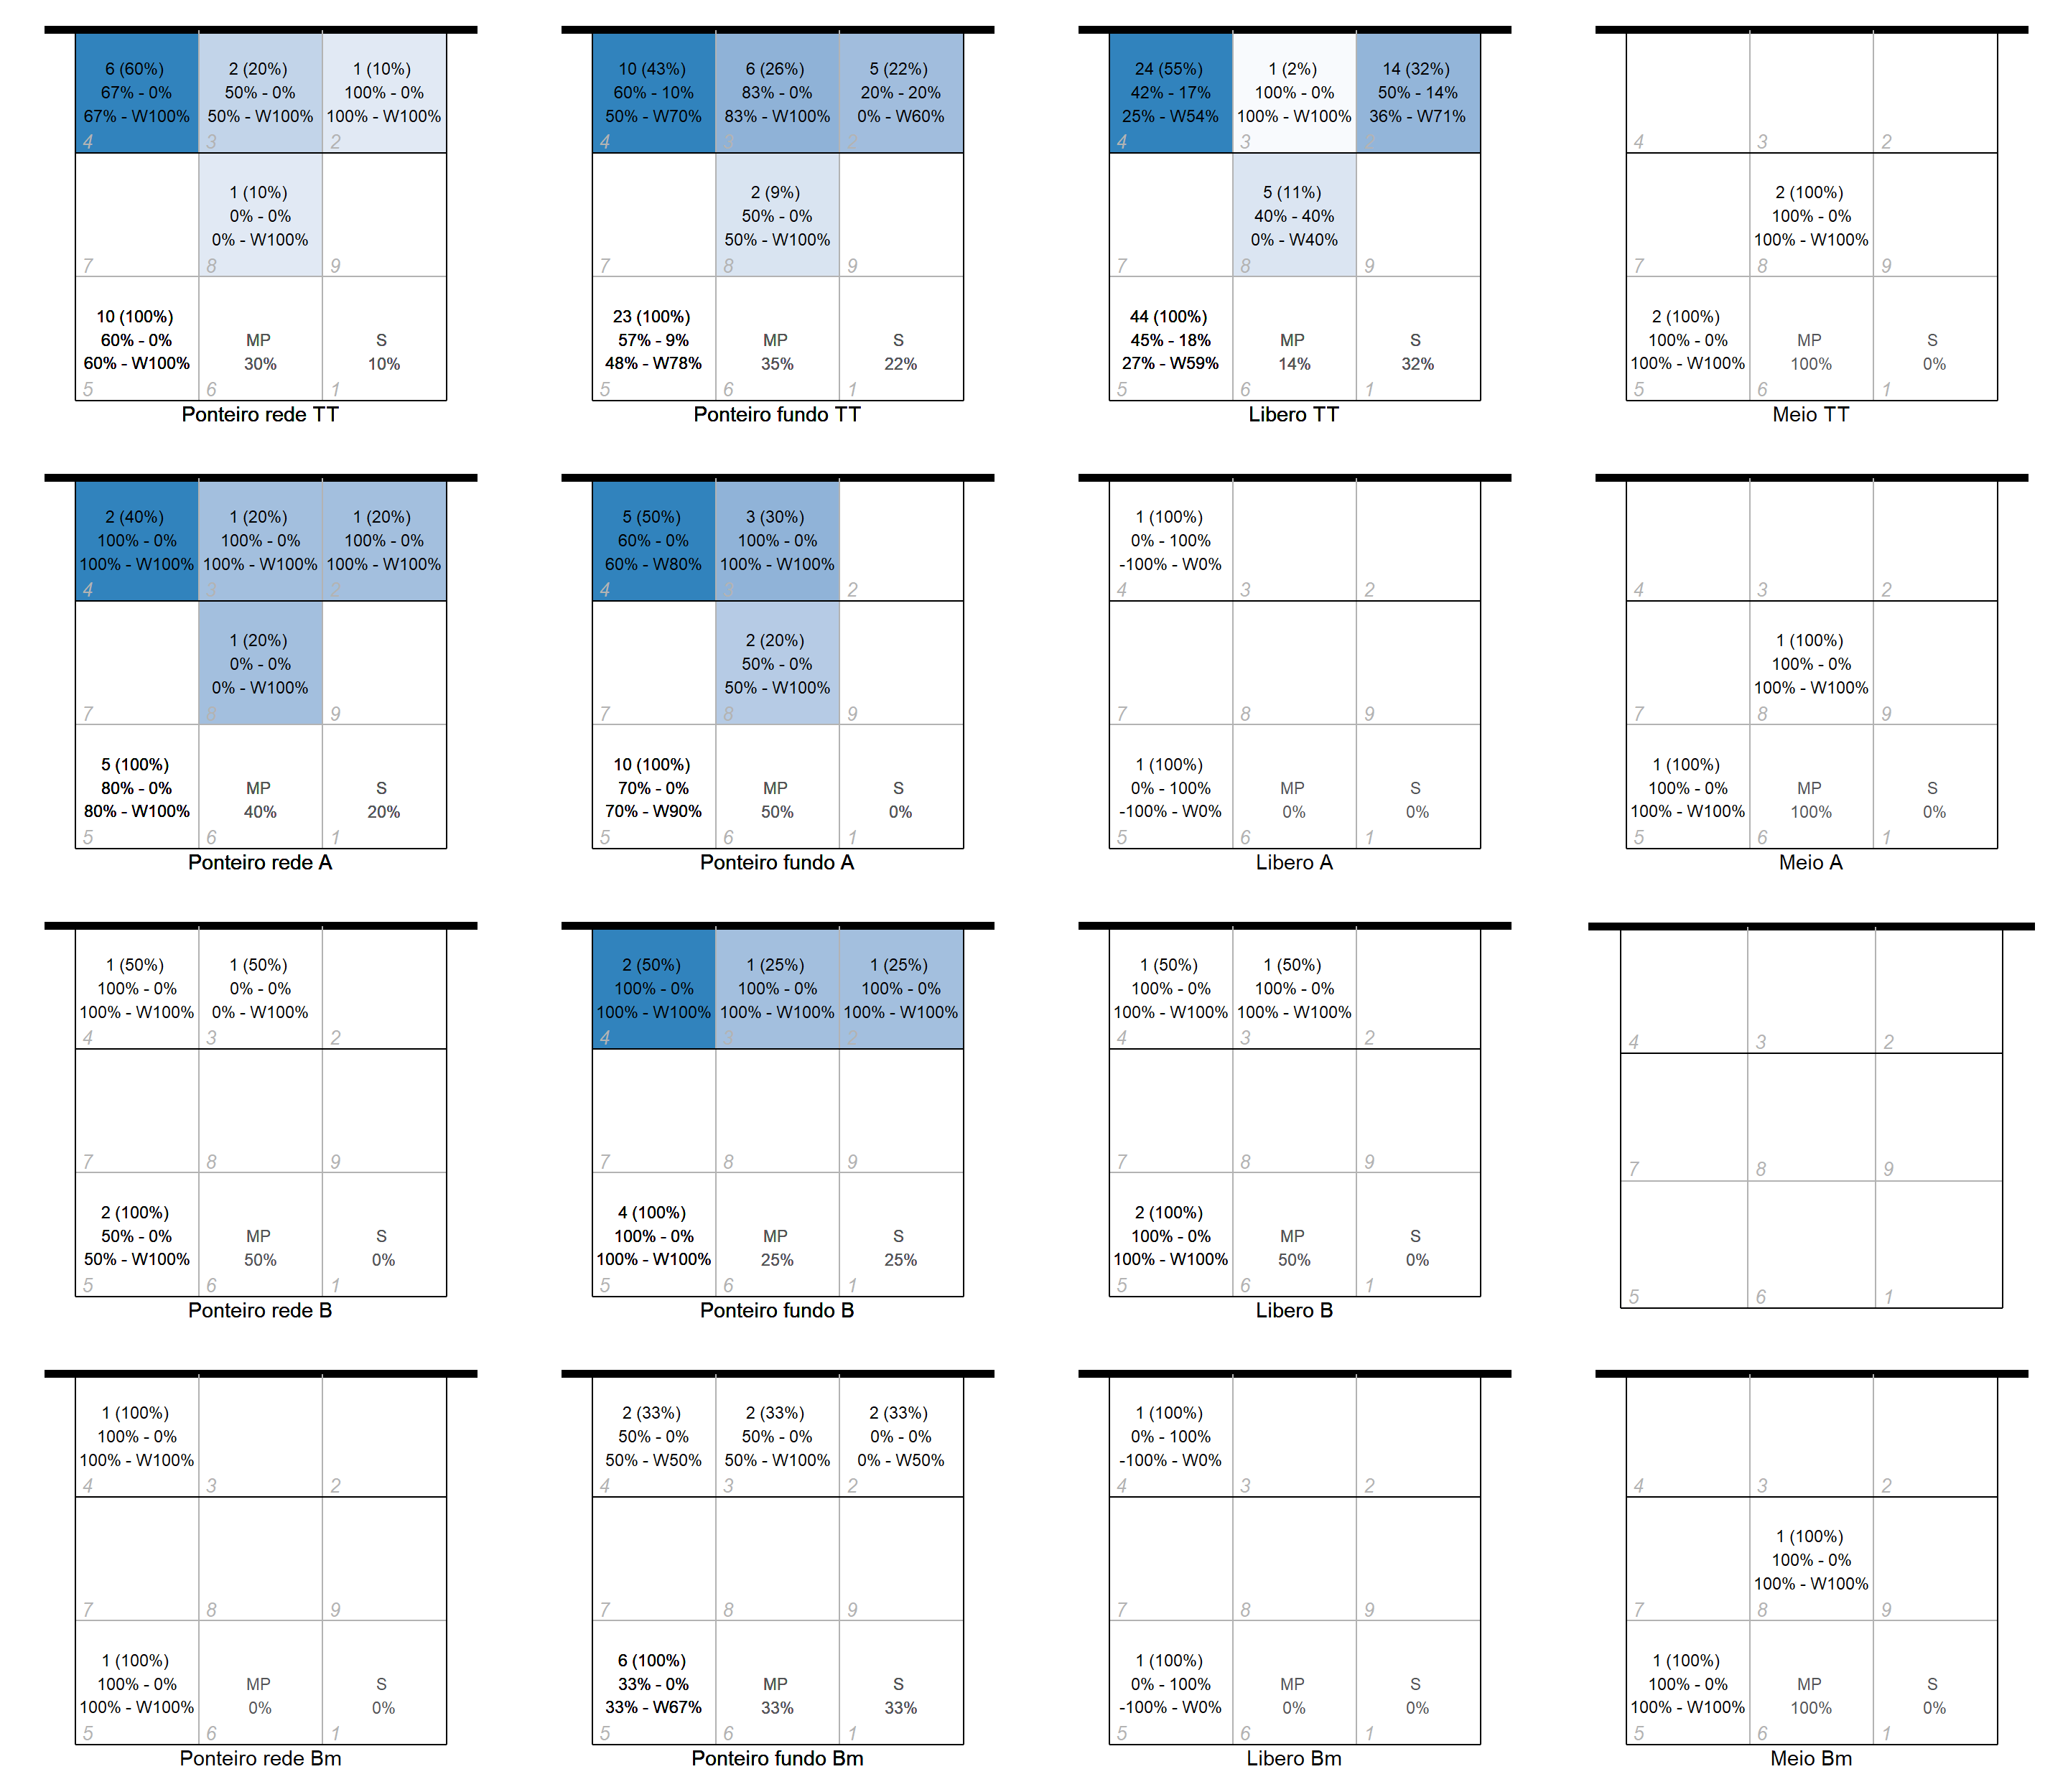 6 (60%)
67% - 0%
67% - W100%
4
2 (20%)
50% - 0%
50% - W100%
3
1 (10%)
100% - 0%
100% - W100%
2
7
1 (10%)
0% - 0%
0% - W100%
8
9
10 (100%)
60% - 0%
60% - W100%
5
MP
30%
6
S
10%
1
Ponteiro rede TT
10 (43%)
60% - 10%
50% - W70%
4
6 (26%)
83% - 0%
83% - W100%
3
5 (22%)
20% - 20%
0% - W60%
2
7
2 (9%)
50% - 0%
50% - W100%
8
9
23 (100%)
57% - 9%
48% - W78%
5
MP
35%
6
S
22%
1
Ponteiro fundo TT
24 (55%)
42% - 17%
25% - W54%
4
1 (2%)
100% - 0%
100% - W100%
3
14 (32%)
50% - 14%
36% - W71%
2
7
5 (11%)
40% - 40%
0% - W40%
8
9
44 (100%)
45% - 18%
27% - W59%
5
MP
14%
6
S
32%
1
Libero TT
4
3
2
7
2 (100%)
100% - 0%
100% - W100%
8
9
2 (100%)
100% - 0%
100% - W100%
5
MP
100%
6
S
0%
1
Meio TT
2 (40%)
100% - 0%
100% - W100%
4
1 (20%)
100% - 0%
100% - W100%
3
1 (20%)
100% - 0%
100% - W100%
2
7
1 (20%)
0% - 0%
0% - W100%
8
9
5 (100%)
80% - 0%
80% - W100%
5
MP
40%
6
S
20%
1
Ponteiro rede A
5 (50%)
60% - 0%
60% - W80%
4
3 (30%)
100% - 0%
100% - W100%
3
2
7
2 (20%)
50% - 0%
50% - W100%
8
9
10 (100%)
70% - 0%
70% - W90%
5
MP
50%
6
S
0%
1
Ponteiro fundo A
1 (100%)
0% - 100%
-100% - W0%
4
3
2
7
8
9
1 (100%)
0% - 100%
-100% - W0%
5
MP
0%
6
S
0%
1
Libero A
4
3
2
7
1 (100%)
100% - 0%
100% - W100%
8
9
1 (100%)
100% - 0%
100% - W100%
5
MP
100%
6
S
0%
1
Meio A
1 (50%)
100% - 0%
100% - W100%
4
1 (50%)
0% - 0%
0% - W100%
3
2
7
8
9
2 (100%)
50% - 0%
50% - W100%
5
MP
50%
6
S
0%
1
Ponteiro rede B
2 (50%)
100% - 0%
100% - W100%
4
1 (25%)
100% - 0%
100% - W100%
3
1 (25%)
100% - 0%
100% - W100%
2
7
8
9
4 (100%)
100% - 0%
100% - W100%
5
MP
25%
6
S
25%
1
Ponteiro fundo B
1 (50%)
100% - 0%
100% - W100%
4
1 (50%)
100% - 0%
100% - W100%
3
2
7
8
9
2 (100%)
100% - 0%
100% - W100%
5
MP
50%
6
S
0%
1
Libero B
4
3
2
7
8
9
5
6
1
1 (100%)
100% - 0%
100% - W100%
4
3
2
7
8
9
1 (100%)
100% - 0%
100% - W100%
5
MP
0%
6
S
0%
1
Ponteiro rede Bm
2 (33%)
50% - 0%
50% - W50%
4
2 (33%)
50% - 0%
50% - W100%
3
2 (33%)
0% - 0%
0% - W50%
2
7
8
9
6 (100%)
33% - 0%
33% - W67%
5
MP
33%
6
S
33%
1
Ponteiro fundo Bm
1 (100%)
0% - 100%
-100% - W0%
4
3
2
7
8
9
1 (100%)
0% - 100%
-100% - W0%
5
MP
0%
6
S
0%
1
Libero Bm
4
3
2
7
1 (100%)
100% - 0%
100% - W100%
8
9
1 (100%)
100% - 0%
100% - W100%
5
MP
100%
6
S
0%
1
Meio Bm